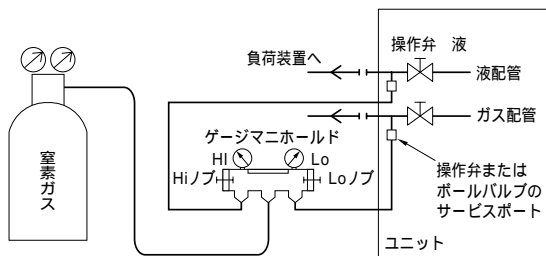 操作弁 液
負荷装置へ
液配管
ガス配管
ゲージマニホールド
HI
Lo
Hiノブ
Loノブ
窒素ガス
操作弁または
ボールバルブの
サービスポート
ユニット